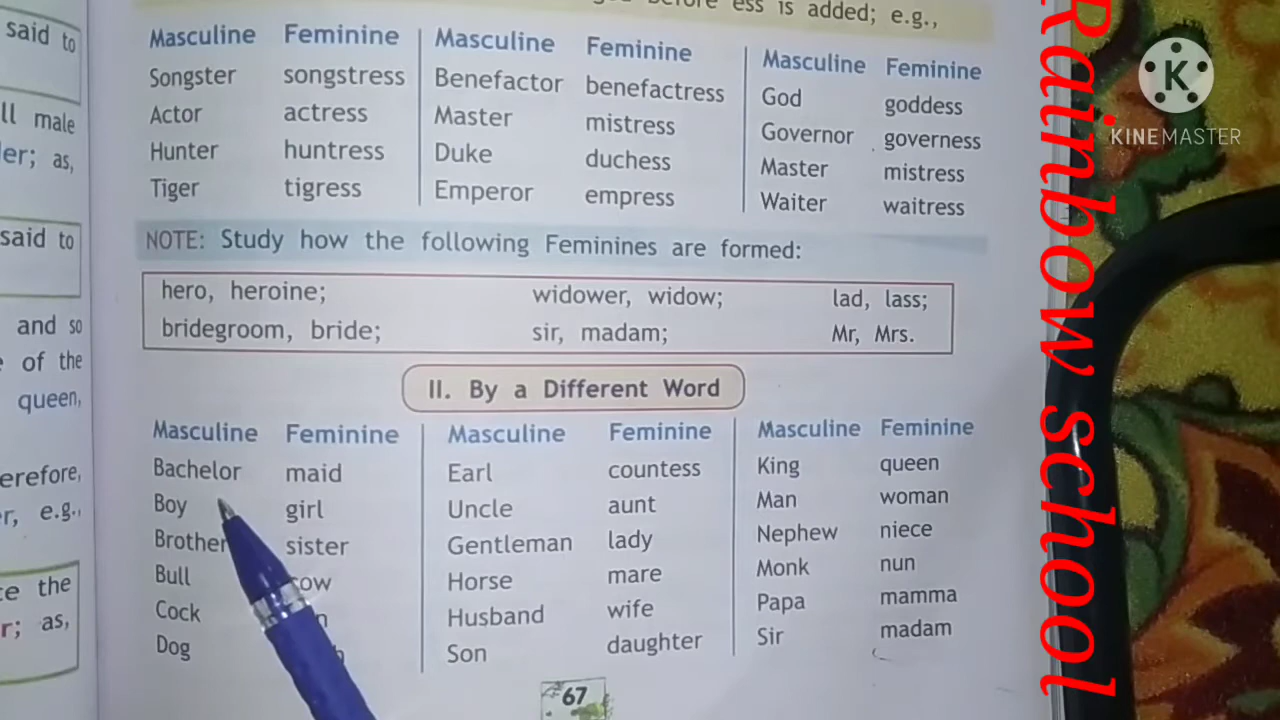 ess is added; e.g.,
Masculine Feminine Masculine Feminine Masculine Feminine
Songster songstress Benefactor benefactress God goddess
Actor actress Master mistress Governor governess
Hunter huntress Duke duchess Master mistress
Tiger tigress Emperor empress Waiter waitress
NOTE: Study how the following Feminines are formed:
hero, heroine; widower, widow; lad, lass;
bridegroom, bride; sir, madam; Mr, Mrs.
II. By a Different Word
Masculine Feminine Masculine Feminine Masculine Feminine
Bachelor maid Earl countess King queen
Boy girl Uncle aunt Man woman
Brother sister Gentleman lady Nephew niece
Bull cow Horse mare Monk nun
Cock Husband wife Papa mamma
Dog Son daughter Sir madam
67
said to
male
as,
said to
and so
of the
queen,
e.g.,
the
as,
Rainbow school
K
KINEMASTER